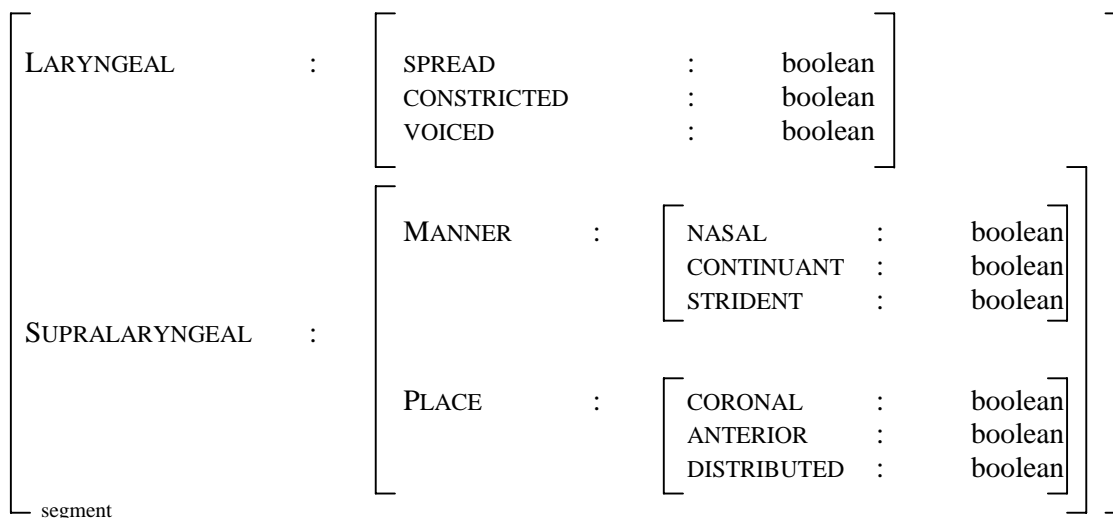 LARYNGEAL : SPREAD : boolean
CONSTRICTED : boolean
VOICED : boolean
MANNER : NASAL : boolean
CONTINUANT : boolean
STRIDENT : boolean
SUPRALARYNGEAL :
PLACE : CORONAL : boolean
ANTERIOR : boolean
DISTRIBUTED : boolean
segment